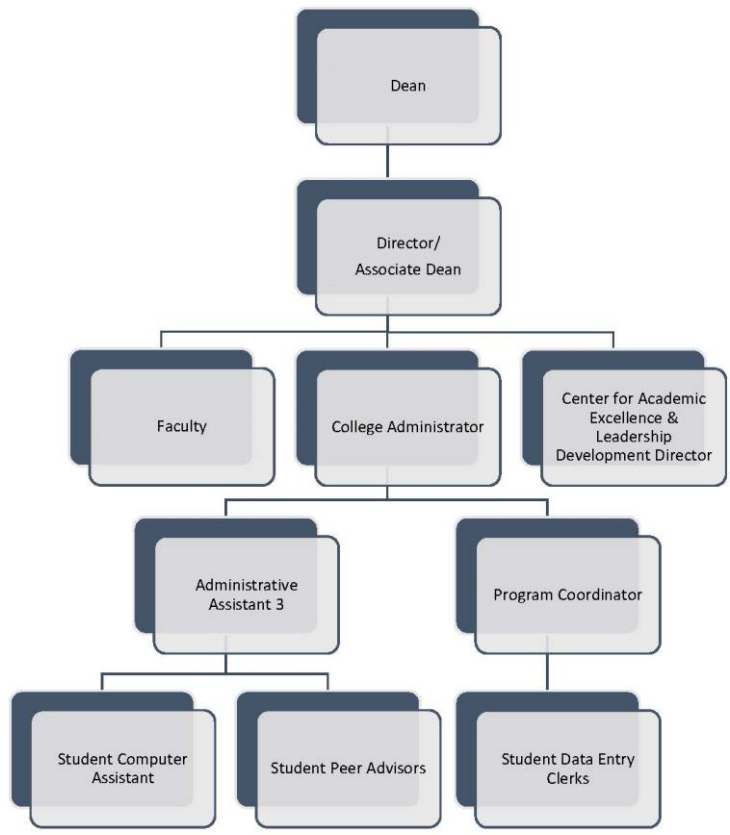 Dean
Director/
Associate Dean
Faculty
College Administrator
Center for Academic
Excellence &
Leadership
Development Director
Administrative
Assistant 3
Program Coordinator
Student Computer
Assistant
Student Peer Advisors
Student Data Entry
Clerks